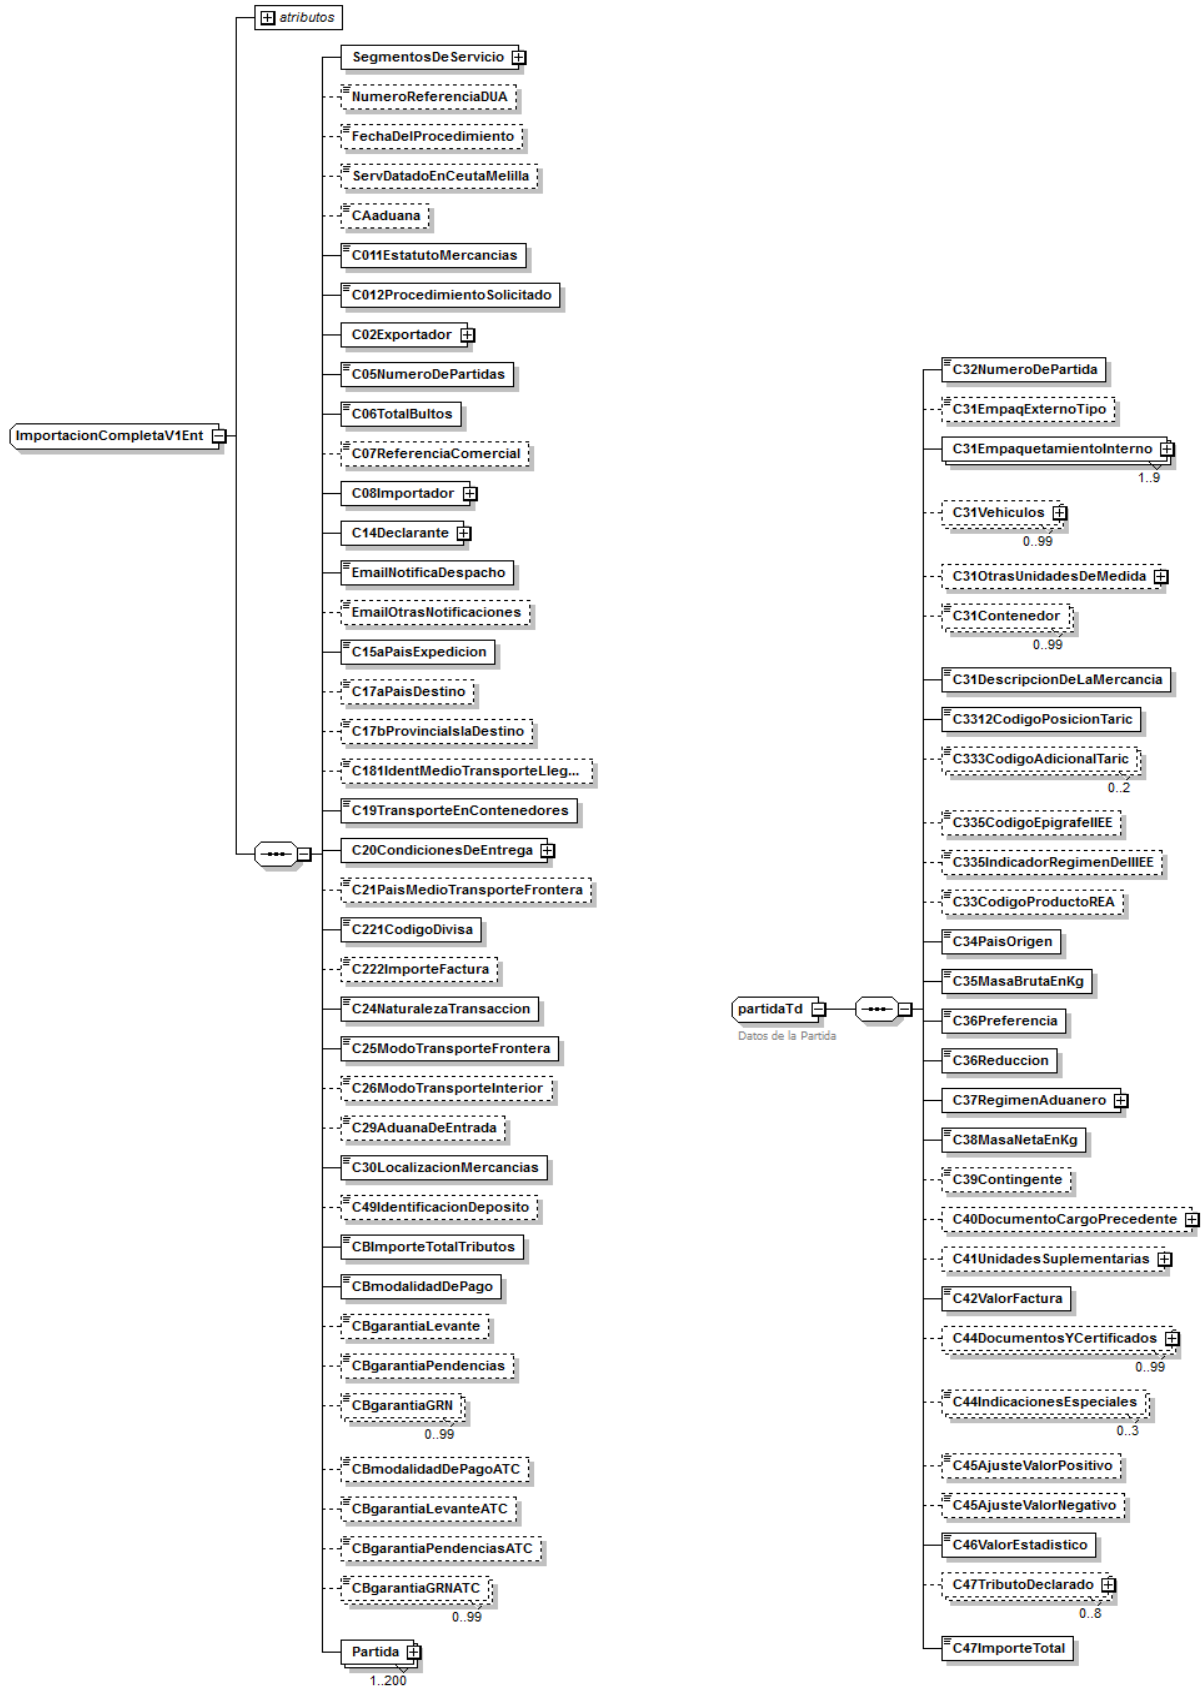 atributos
SegmentosDeServicio
NumeroReferenciaDUA
FechaDelProcedimiento
ServDatadoEnCeutaMelilla
CAaduana
C011EstatutoMercancias
C012ProcedimientoSolicitado
C02Exportador
C05NumeroDePartidas
C06TotalBultos
ImportacionCompletaV1Ent
C07ReferenciaComercial
C08Importador
C14Declarante
EmailNotificaDespacho
EmailOtrasNotificaciones
C15aPaisExpedicion
C17aPaisDestino
C17bProvinciaIslaDestino
C181IdentMedioTransporteLleg...
C19TransporteEnContenedores
C20CondicionesDeEntrega
C21PaisMedioTransporteFrontera
C221CodigoDivisa
C222ImporteFactura
C24NaturalezaTransaccion
C25ModoTransporteFrontera
C26ModoTransporteInterior
C29AduanaDeEntrada
C30LocalizacionMercancias
C49IdentificacionDeposito
CBImporteTotalTributos
CBmodalidadDePago
CBgarantiaLevante
CBgarantiaPendencias
CBgarantiaGRN
0..99
CBmodalidadDePagoATC
CBgarantiaLevanteATC
CBgarantiaPendenciasATC
CBgarantiaGRNATC
0..99
Partida
1..200
partidaTd
Datos de la Partida
C32NumeroDePartida
C31EmpaqExternoTipo
C31EmpaquetamientoInterno
1..9
C31Vehiculos
0..99
C31OtrasUnidadesDeMedida
C31Contenedor
0..99
C31DescripcionDeLaMercancia
C3312CodigoPosicionTaric
C333CodigoAdicionalTaric
0..2
C335CodigoEpigrafeIIEE
C335IndicadorRegimenDeIIIEE
C33CodigoProductoREA
C34PaisOrigen
C35MasaBrutaEnKg
C36Preferencia
C36Reduccion
C37RegimenAduanero
C38MasaNetaEnKg
C39Contingente
C40DocumentoCargoPrecedente
C41UnidadesSuplementarias
C42ValorFactura
C44DocumentosYCertificados
0..99
C44IndicacionesEspeciales
0..3
C45AjusteValorPositivo
C45AjusteValorNegativo
C46ValorEstadistico
C47TributoDeclarado
0..8
C47ImporteTotal